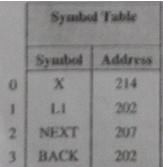 Symbol Table
Symbol Address
0 X 214
1 L1 202
2 NEXT 207
3 BACK 202